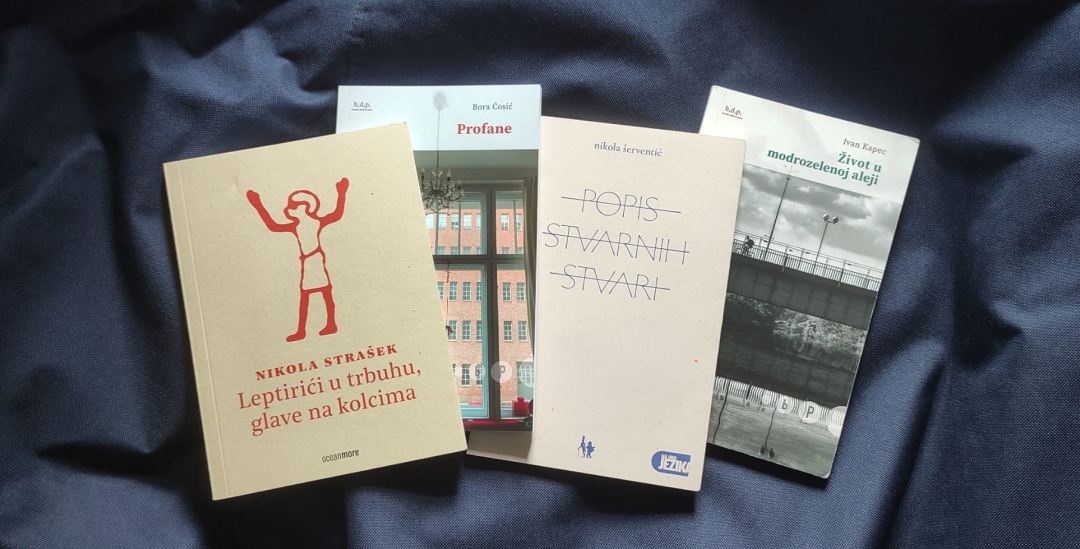 NIKOLA STRAŠEK
Leptirići u trbuhu,
glave na kolcima
oceanmore
h,d,p,
Bora Ćosić
Profane
P
nikola šerventić
POPIS
STVARNIH
STVARI
JEZIKA
h,d,p,
Ivan Kapec
Život u
modrozelenoj aleji
b P